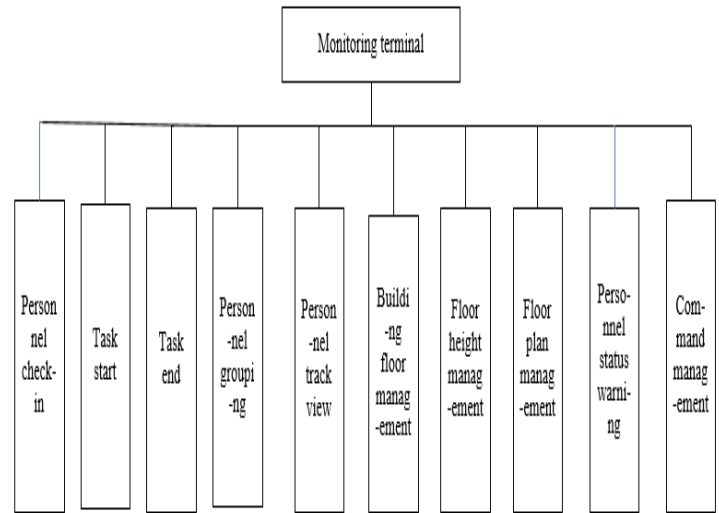 Monitoring terminal
Person
nel
check-
in
Task
start
Task
end
Person
-nel
groupi
-ng
Person
-nel
track
view
Buildi
-ng
floor
manag
-ement
Floor
height
manag
-ement
Floor
plan
manag
-ement
Perso-
nnel
status
warni-
ng
Com-
mand
manag
-ement